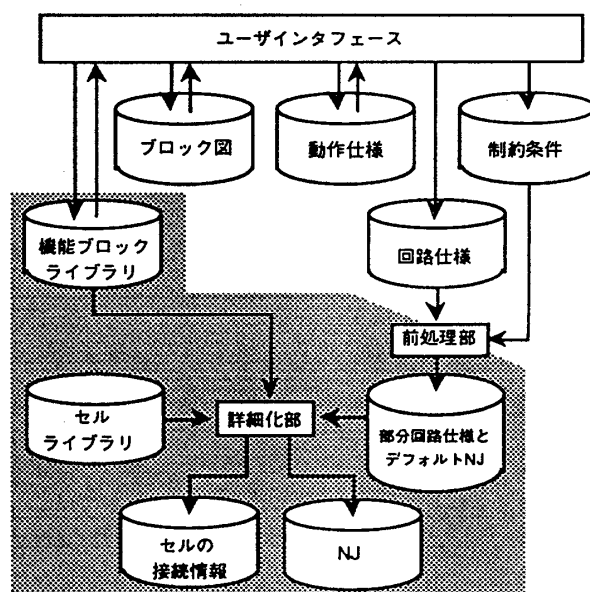 ユーザインタフェース
ブロック図
動作仕様
制約条件
機能ブロック
ライブラリ
回路仕様
前処理部
セル
ライブラリ
詳細化部
部分回路仕様と
デフォルトNJ
セルの
接続情報
NJ